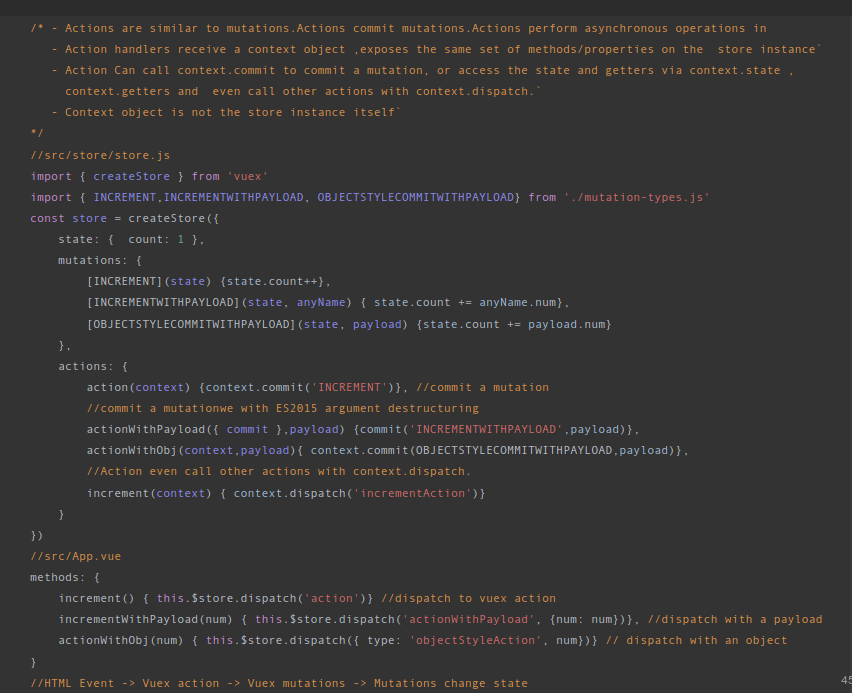 /* - Actions are similar to mutations.Actions commit mutations.Actions perform asynchronous operations in
- Action handlers receive a context object ,exposes the same set of methods/properties on the  store instance`
- Action Can call context.commit to commit a mutation, or access the state and getters via context.state ,
context.getters and  even call other actions with context.dispatch.`
- Context object is not the store instance itself`
*/
//src/store/store.js
import { createStore } from 'vuex'
import { INCREMENT,INCREMENTWITHPAYLOAD, OBJECTSTYLECOMMITWITHPAYLOAD} from './mutation-types.js'
const store = createStore({
state: {  count: 1 },
mutations: {
[INCREMENT](state) {state.count++},
[INCREMENTWITHPAYLOAD](state, anyName) { state.count += anyName.num},
[OBJECTSTYLECOMMITWITHPAYLOAD](state, payload) {state.count += payload.num}
},
actions: {
action(context) {context.commit('INCREMENT')}, //commit a mutation
//commit a mutationwe with ES2015 argument destructuring
actionWithPayload({ commit },payload) {commit('INCREMENTWITHPAYLOAD',payload)},
actionWithObj(context,payload){ context.commit(OBJECTSTYLECOMMITWITHPAYLOAD,payload)},
//Action even call other actions with context.dispatch.
increment(context) { context.dispatch('incrementAction')}
}
})
//src/App.vue
methods: {
increment() { this.$store.dispatch('action')} //dispatch to vuex action
incrementWithPayload(num) { this.$store.dispatch('actionWithPayload', {num: num})}, //dispatch with a payload
actionWithObj(num) { this.$store.dispatch({ type: 'objectStyleAction', num})} // dispatch with an object
}
//HTML Event -> Vuex action -> Vuex mutations -> Mutations change state
45